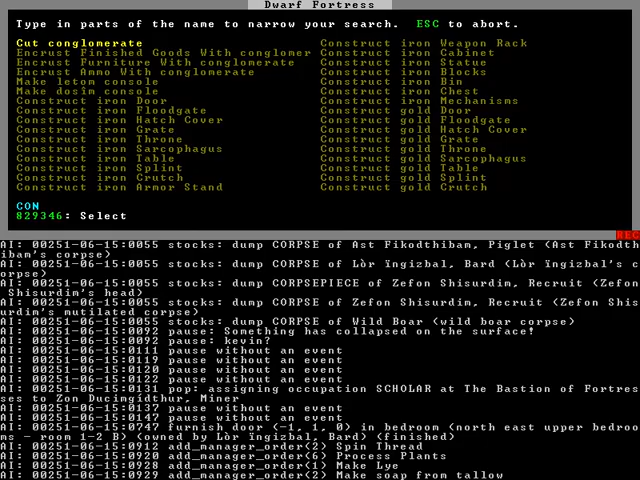 Dwarf Fortress
Type in parts of the name to narrow your search.  ESC to abort.
Cut conglomerate
Encrust Finished Goods With conglomer
Encrust Furniture With conglomerate
Encrust Ammo With conglomerate
Make letom console
Make dosîm console
Construct iron Door
Construct iron Floodgate
Construct iron Hatch Cover
Construct iron Grate
Construct iron Throne
Construct iron Sarcophagus
Construct iron Table
Construct iron Splint
Construct iron Crutch
Construct iron Armor Stand
Construct iron Weapon Rack
Construct iron Cabinet
Construct iron Statue
Construct iron Blocks
Construct iron Bin
Construct iron Chest
Construct iron Mechanisms
Construct gold Door
Construct gold Floodgate
Construct gold Hatch Cover
Construct gold Grate
Construct gold Throne
Construct gold Sarcophagus
Construct gold Table
Construct gold Splint
Construct gold Crutch
CON
829346: Select
REC
AI: 00251-06-15:0055 stocks: dump CORPSE of Ast Fikodthibam, Piglet (Ast Fikodth
ibam's corpse)
AI: 00251-06-15:0055 stocks: dump CORPSE of Lòr ïngizbal, Bard (Lòr ïngizbal's c
orpse)
AI: 00251-06-15:0055 stocks: dump CORPSEPIECE of Zefon Shisurdim, Recruit (Zefon
 Shisurdim's head)
AI: 00251-06-15:0055 stocks: dump CORPSE of Zefon Shisurdim, Recruit (Zefon Shis
urdim's mutilated corpse)
AI: 00251-06-15:0055 stocks: dump CORPSE of Wild Boar (wild boar corpse)
AI: 00251-06-15:0092 pause: Something has collapsed on the surface!
AI: 00251-06-15:0092 pause: kevin?
AI: 00251-06-15:0111 pause without an event
AI: 00251-06-15:0119 pause without an event
AI: 00251-06-15:0120 pause without an event
AI: 00251-06-15:0122 pause without an event
AI: 00251-06-15:0131 pop: assigning occupation SCHOLAR at The Bastion of Fortres
ses to Zon Ducimgídthur, Miner
AI: 00251-06-15:0137 pause without an event
AI: 00251-06-15:0147 pause without an event
AI: 00251-06-15:0747 furnish door (-1, 1, 0) in bedroom (north east upper bedroo
ms - room 1-2 B) (owned by Lòr ïngizbal, Bard) (finished)
AI: 00251-06-15:0912 add_manager_order(2) Spin Thread
AI: 00251-06-15:0920 add_manager_order(6) Process Plants
AI: 00251-06-15:0928 add_manager_order(1) Make Lye
AI: 00251-06-15:0929 add_manager_order(2) Make soap from tallow